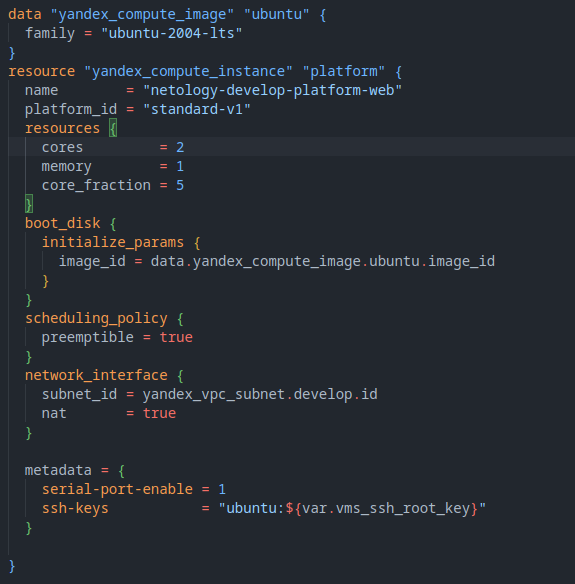 data "yandex_compute_image" "ubuntu" {
  family = "ubuntu-2004-lts"
}
resource "yandex_compute_instance" "platform" {
  name        = "netology-develop-platform-web"
  platform_id = "standard-v1"
  resources {
    cores         = 2
    memory        = 1
    core_fraction = 5
  }
  boot_disk {
    initialize_params {
      image_id = data.yandex_compute_image.ubuntu.image_id
    }
  }
  scheduling_policy {
    preemptible = true
  }
  network_interface {
    subnet_id = yandex_vpc_subnet.develop.id
    nat       = true
  }

  metadata = {
    serial-port-enable = 1
    ssh-keys           = "ubuntu:${var.vms_ssh_root_key}"
  }

}